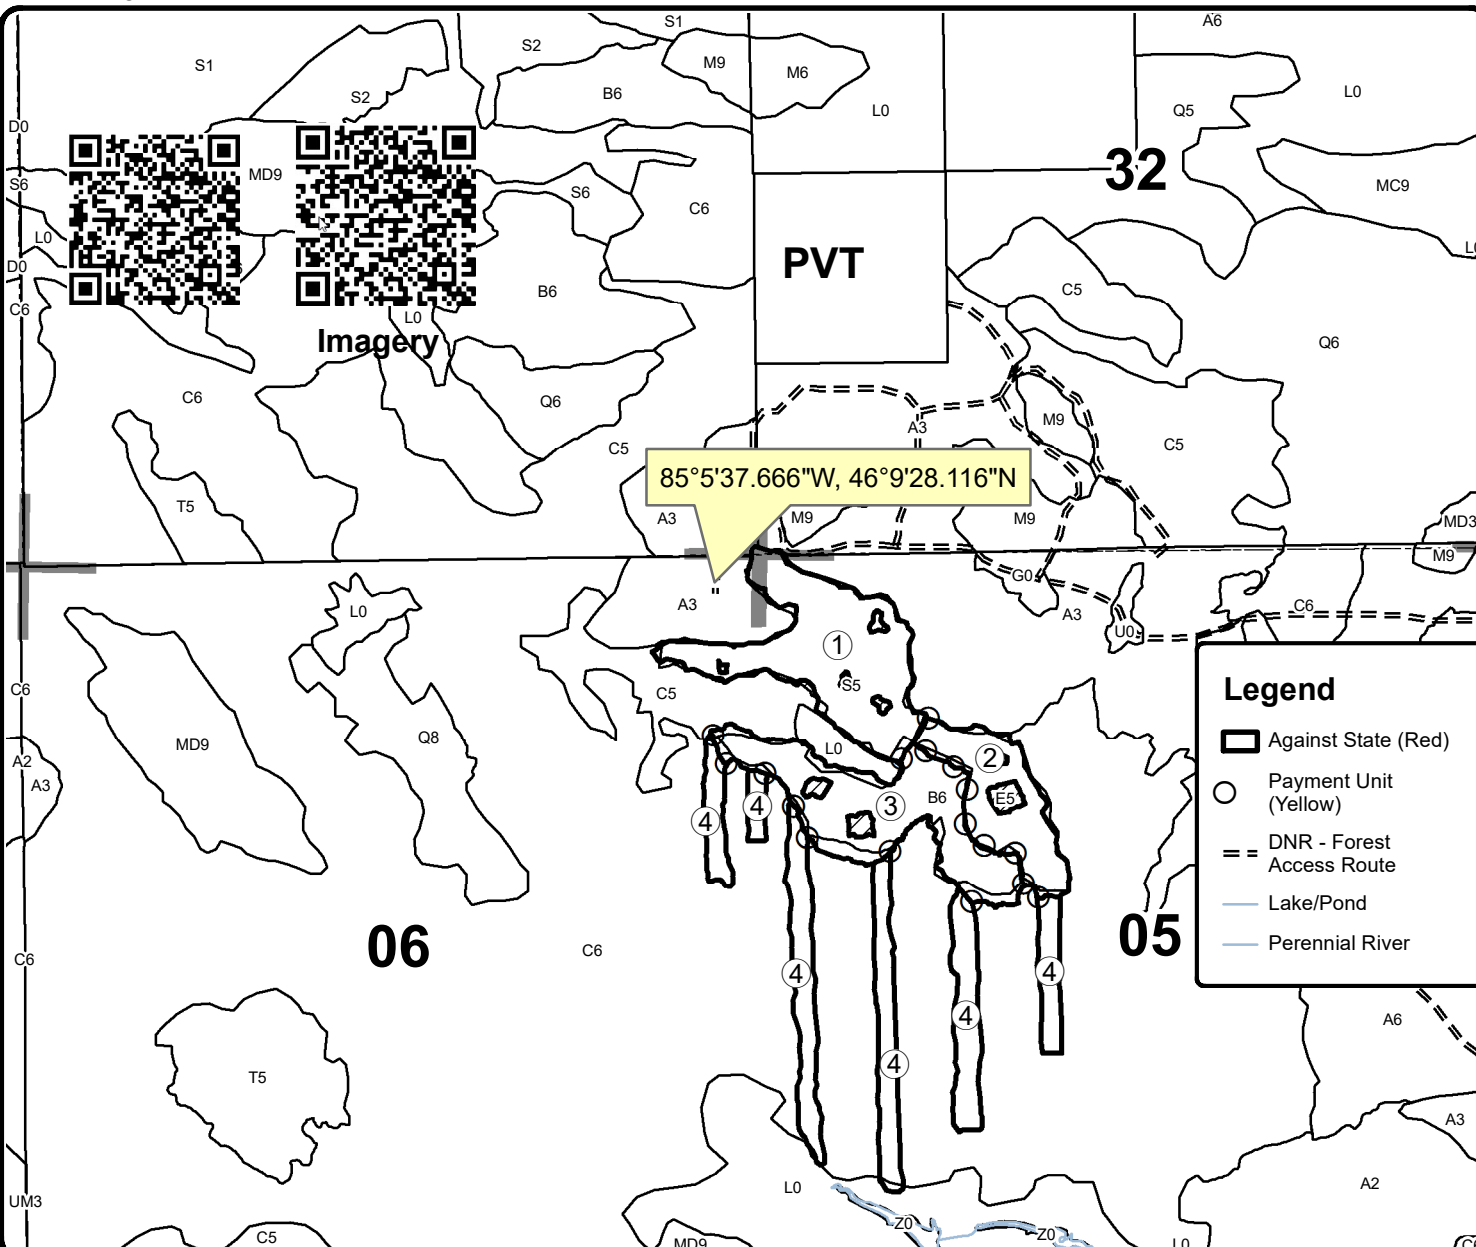 S1
A6
S1
S2
M9
M6
L0
S2
B6
L0
Q5
D0
32
MD9
S6
S6
C6
MC9
L0
PVT
D0
C6
B6
C5
L0
Imagery
Q6
C6
Q6
A3
M9
C5
C5
85°5'37.666"W, 46°9'28.116"N
T5
A3
M9
M9
MD3
M9
G0
A3
L0
A3
C6
U0
1
S5
C6
C5
Legend
Against State (Red)
Payment Unit
(Yellow)
DNR - Forest
Access Route
Lake/Pond
Perennial River
MD9
Q8
L0
2
A2
A3
4
4
3
B6
E5
06
C6
05
C6
4
4
4
4
A6
T5
A3
L0
A2
UM3
Z0
Z0
C5
MD9
L0